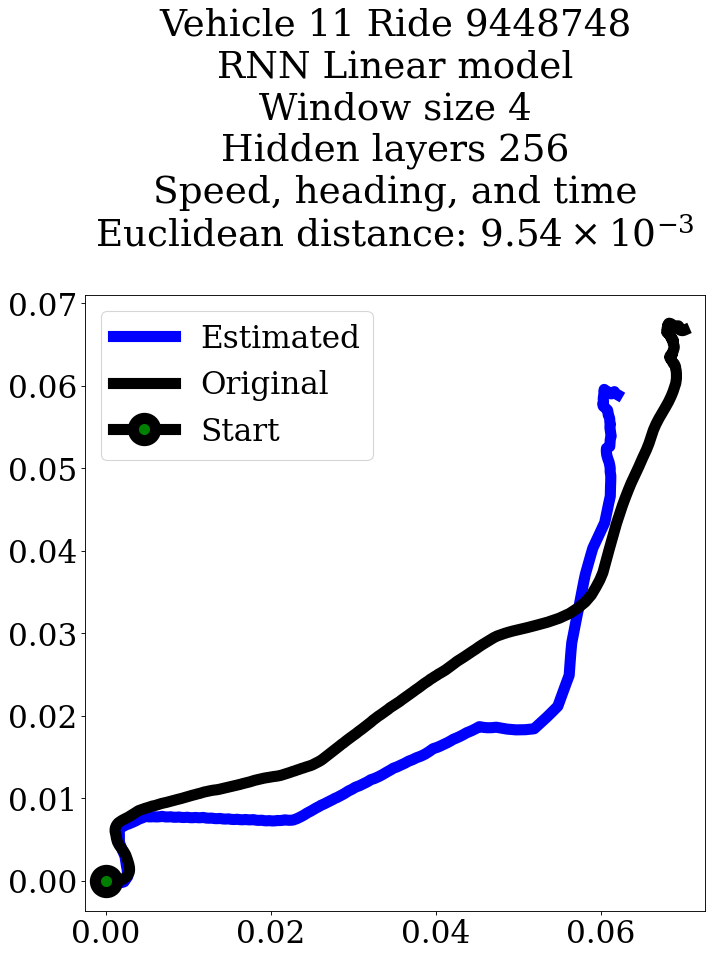 Vehicle 11 Ride 9448748
RNN Linear model
Window size 4
Hidden layers 256
Speed, heading, and time
Euclidean distance: 9.54 × 10⁻³
Estimated
Original
Start
0.07
0.06
0.05
0.04
0.03
0.02
0.01
0.00
0.00 0.02 0.04 0.06